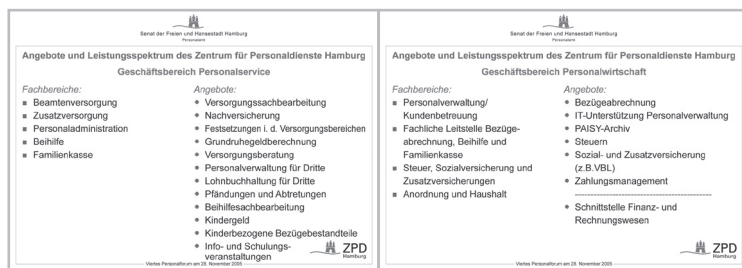 Senat der Freien und Hansestadt Hamburg
Personalamt
Angebote und Leistungsspektrum des Zentrum für Personaldienste Hamburg
Geschäftsbereich Personalservice
Fachbereiche:
Beamtenversorgung
Zusatzversorgung
Personaladministration
Beihilfe
Familienkasse
Angebote:
Versorgungssachbearbeitung
Nachversicherung
Festsetzungen i. d. Versorgungsbereichen
Grundruhegeldberechnung
Versorgungsberatung
Personalverwaltung für Dritte
Lohnbuchhaltung für Dritte
Pfändungen und Abtretungen
Beihilfesachbearbeitung
Kindergeld
Kinderbezogene Bezügebestandteile
Info- und Schulungs-
veranstaltungen
ZPD
Hamburg
Viertes Personalforum am 28. November 2005
Senat der Freien und Hansestadt Hamburg
Personalamt
Angebote und Leistungsspektrum des Zentrum für Personaldienste Hamburg
Geschäftsbereich Personalwirtschaft
Fachbereiche:
Personalverwaltung/
Kundenbetreuung
Fachliche Leitstelle Bezüge-
abrechnung, Beihilfe und
Familienkasse
Steuer, Sozialversicherung und
Zusatzversicherungen
Anordnung und Haushalt
Angebote:
Bezügeabrechnung
IT-Unterstützung Personalverwaltung
PAISY-Archiv
Steuern
Sozial- und Zusatzversicherung
(z.B.VBL)
Zahlungsmanagement
Schnittstelle Finanz- und
Rechnungswesen
ZPD
Hamburg
Viertes Personalforum am 28. November 2005